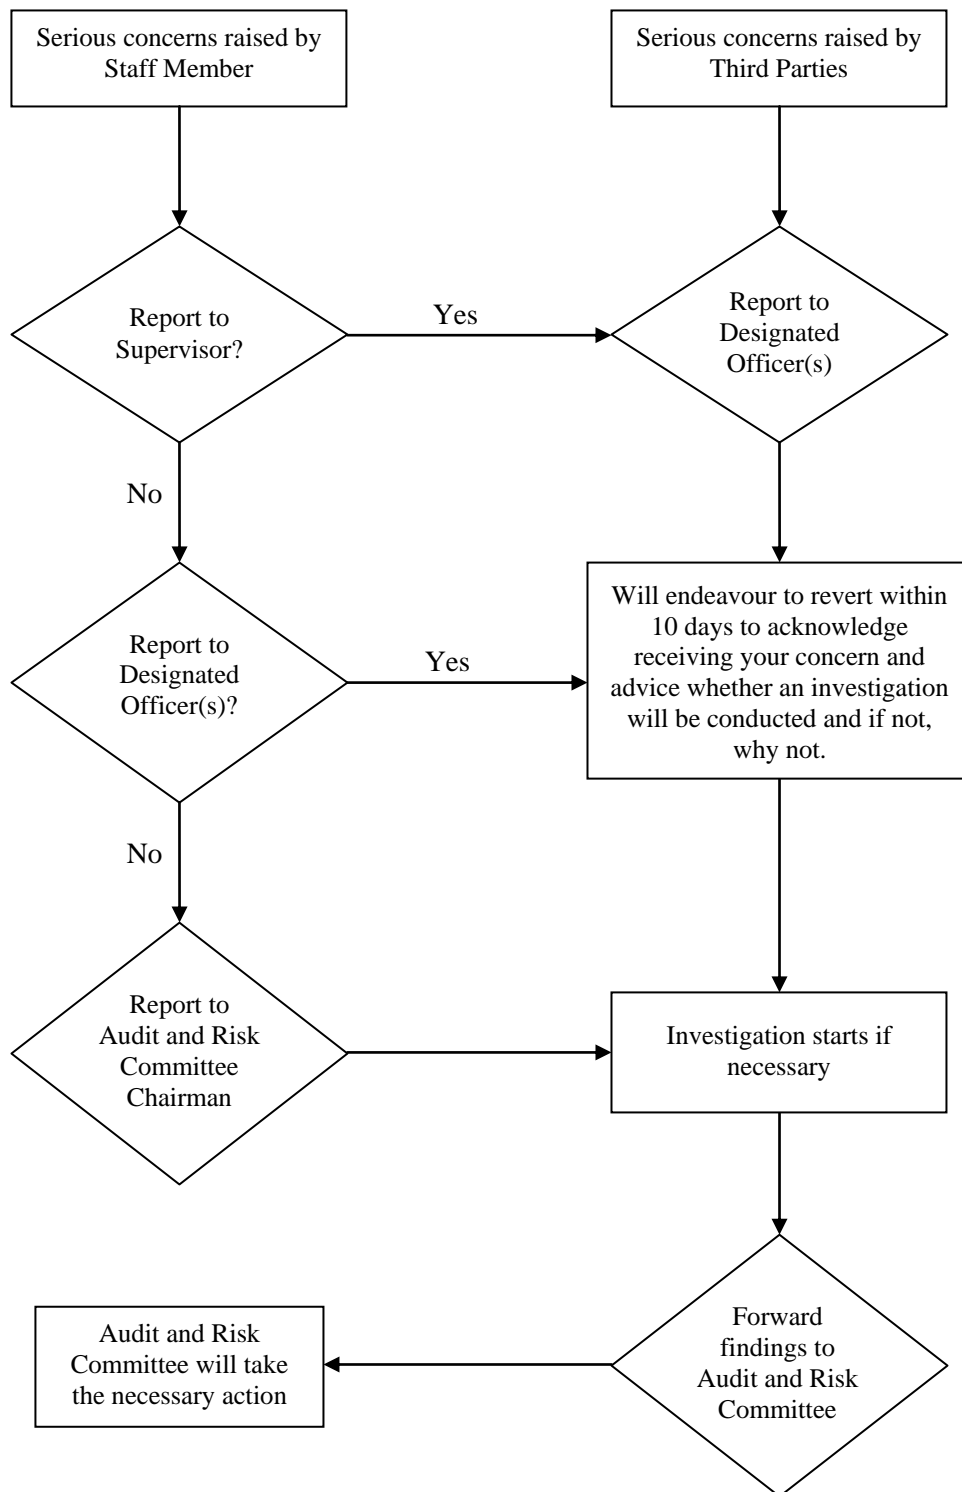 Serious concerns raised by
Staff Member
Serious concerns raised by
Third Parties
Report to
Supervisor?
Yes
Report to
Designated
Officer(s)
No
Report to
Designated
Officer(s)?
Yes
Will endeavour to revert within
10 days to acknowledge
receiving your concern and
advice whether an investigation
will be conducted and if not,
why not.
No
Report to
Audit and Risk
Committee
Chairman
Investigation starts if
necessary
Forward
findings to
Audit and Risk
Committee
Audit and Risk
Committee will take
the necessary action